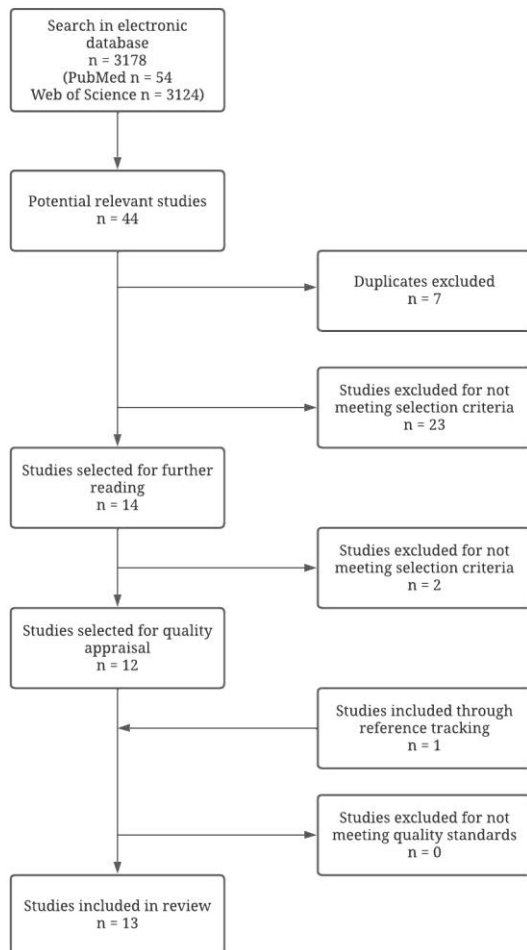 Search in electronic
database
n = 3178
(PubMed n = 54
Web of Science n = 3124)
Potential relevant studies
n = 44
Duplicates excluded
n = 7
Studies excluded for not
meeting selection criteria
n = 23
Studies selected for further
reading
n = 14
Studies excluded for not
meeting selection criteria
n = 2
Studies selected for quality
appraisal
n = 12
Studies included through
reference tracking
n = 1
Studies excluded for not
meeting quality standards
n = 0
Studies included in review
n = 13